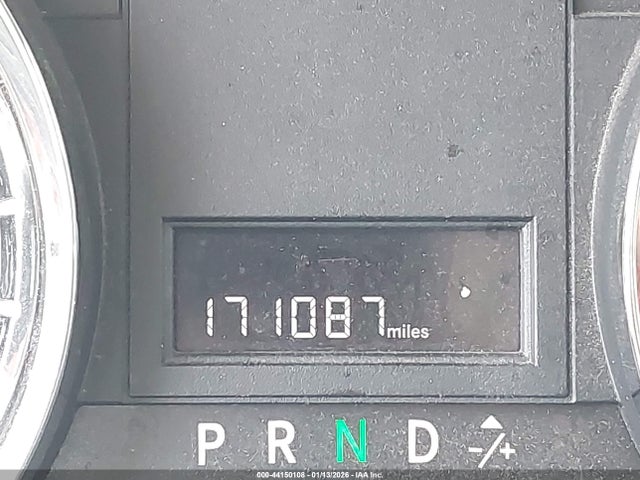 171087 miles
P R N D -/+
000-44150108 - 01/13/2026 - IAA Inc.